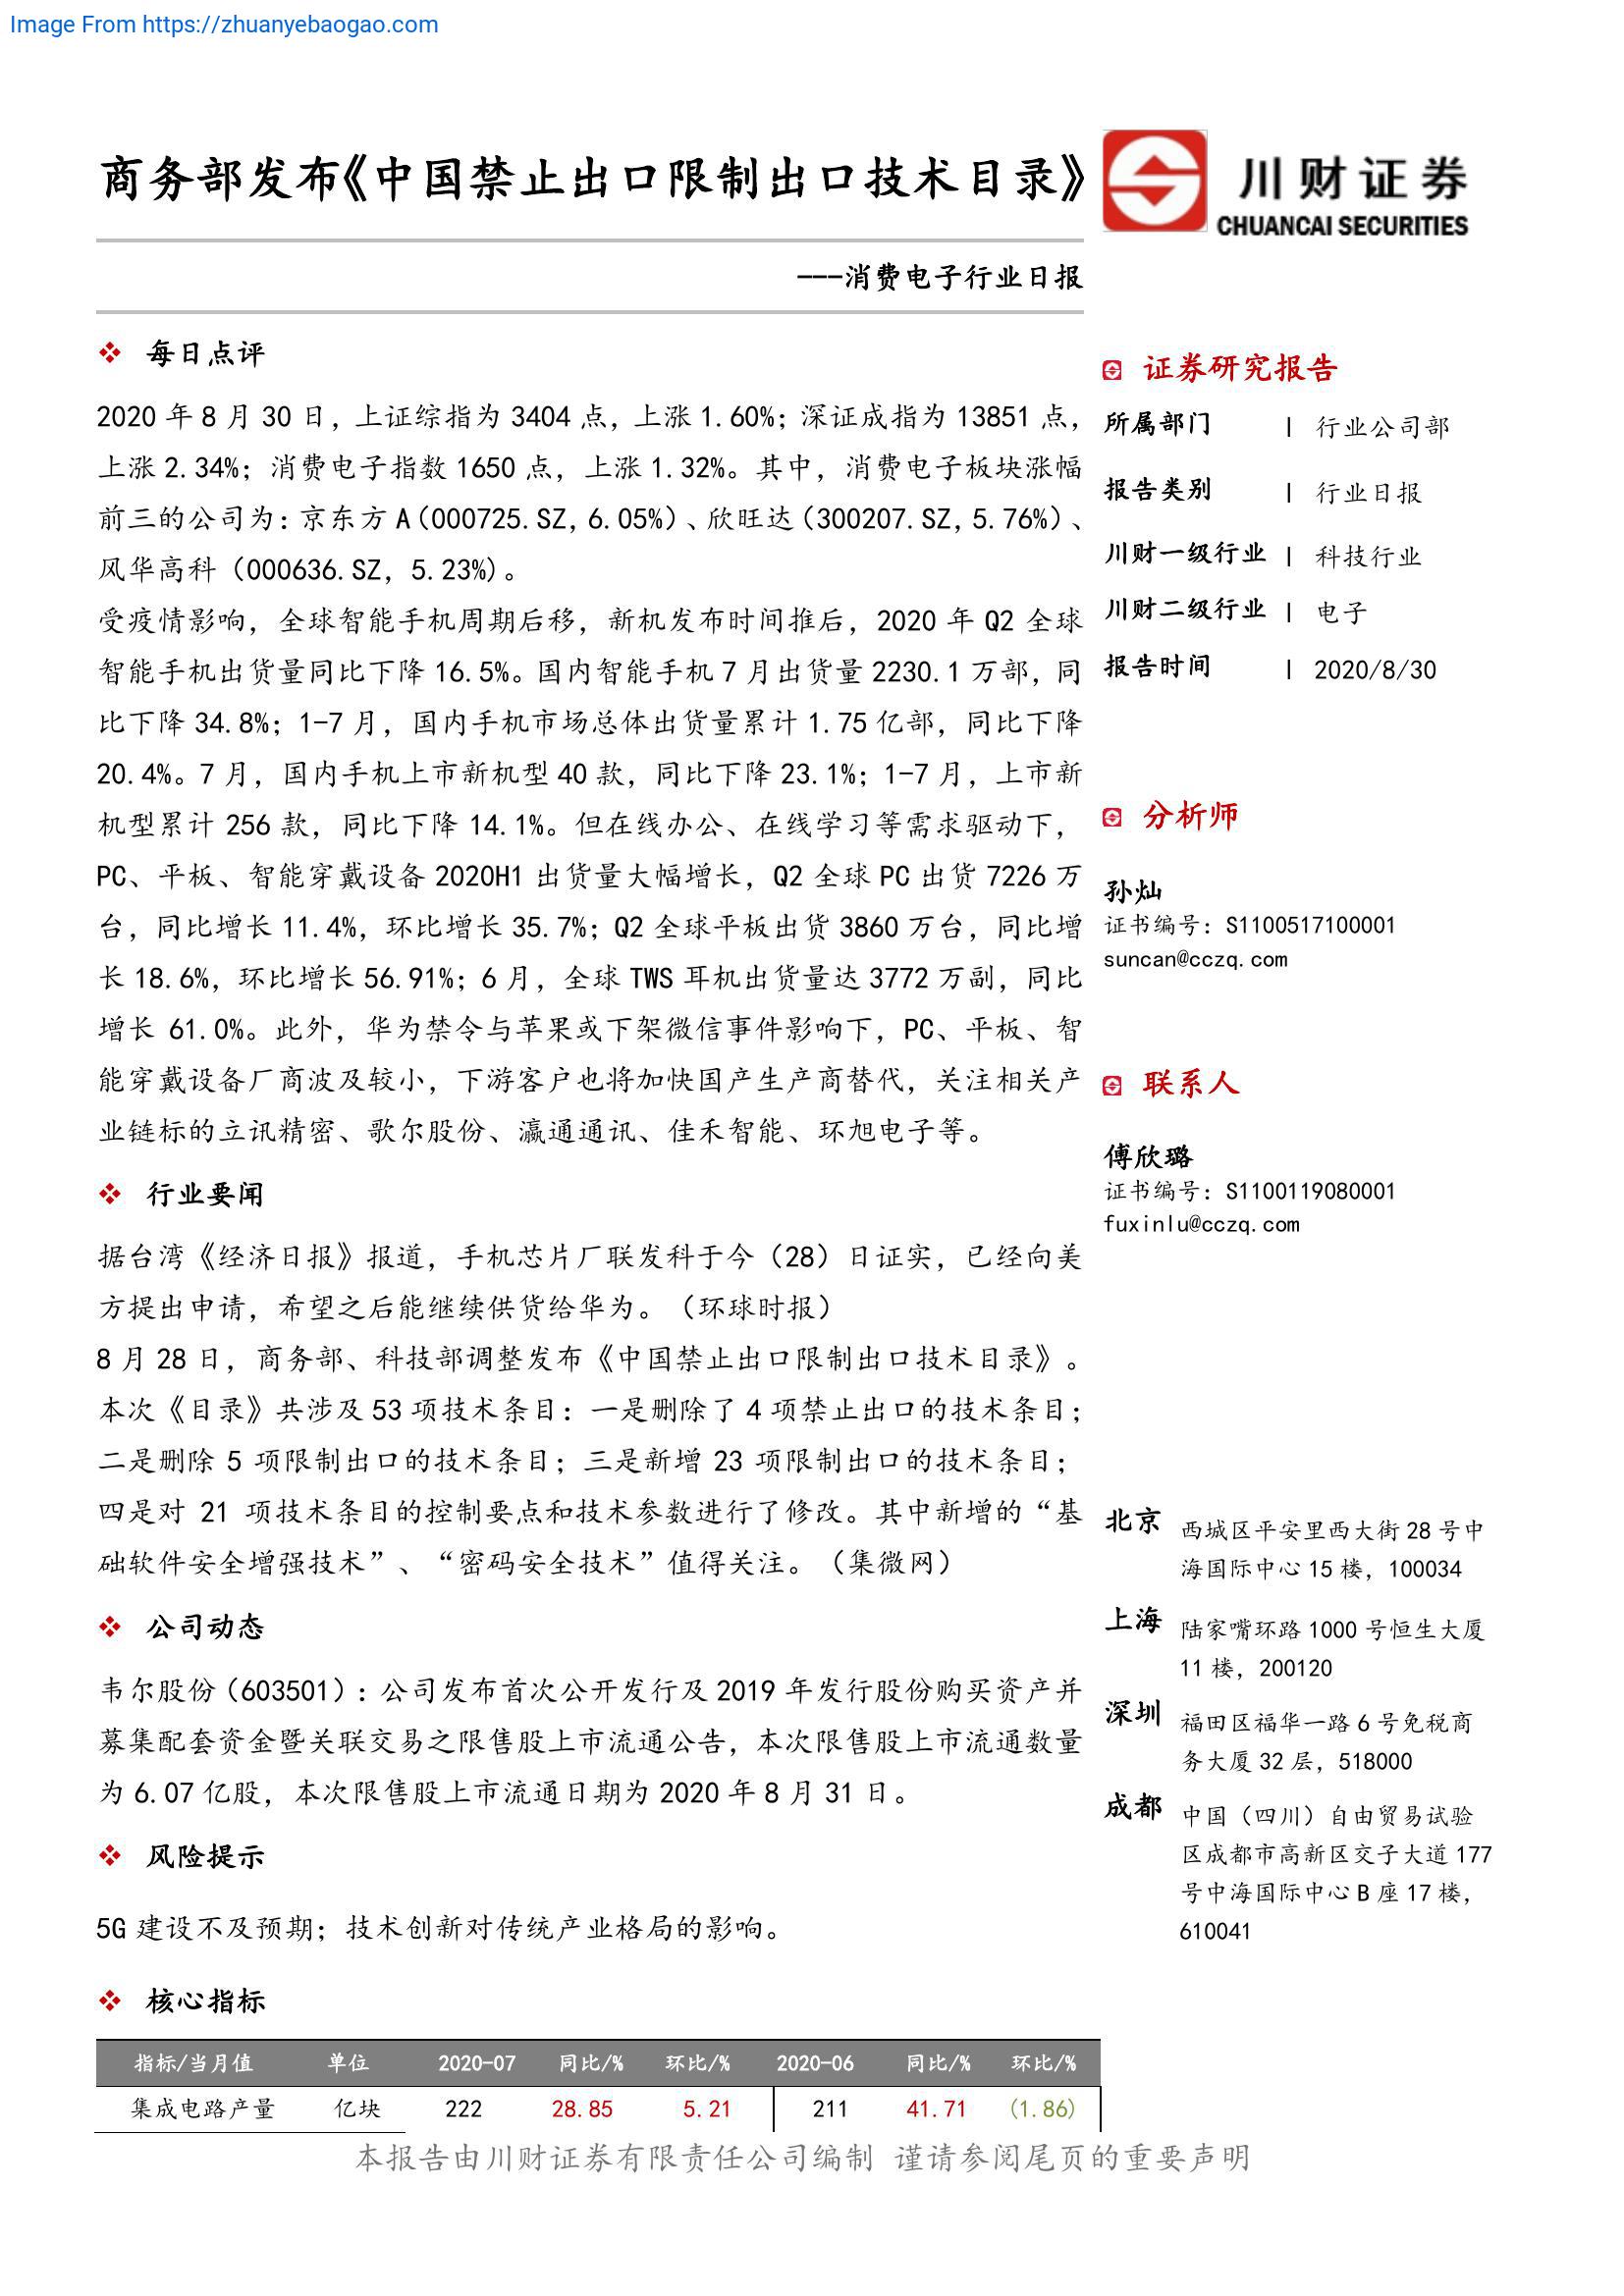 Image From https://zhuanyebaogao.com
商务部发布《中国禁止出口限制出口技术目录》
川财证券
CHUANCAI SECURITIES
---消费电子行业日报
每日点评
2020 年 8 月 30 日，上证综指为 3404 点，上涨 1.60%；深证成指为 13851 点，
上涨 2.34%；消费电子指数 1650 点，上涨 1.32%。其中，消费电子板块涨幅
前三的公司为：京东方 A（000725.SZ，6.05%）、欣旺达（300207.SZ，5.76%）、
风华高科（000636.SZ，5.23%）。
受疫情影响，全球智能手机周期后移，新机发布时间推后，2020 年 Q2 全球
智能手机出货量同比下降 16.5%。国内智能手机 7 月出货量 2230.1 万部，同
比下降 34.8%；1-7 月，国内手机市场总体出货量累计 1.75 亿部，同比下降
20.4%。7 月，国内手机上市新机型 40 款，同比下降 23.1%；1-7 月，上市新
机型累计 256 款，同比下降 14.1%。但在线办公、在线学习等需求驱动下，
PC、平板、智能穿戴设备 2020H1 出货量大幅增长，Q2 全球 PC 出货 7226 万
台，同比增长 11.4%，环比增长 35.7%；Q2 全球平板出货 3860 万台，同比增
长 18.6%，环比增长 56.91%；6 月，全球 TWS 耳机出货量达 3772 万副，同比
增长 61.0%。此外，华为禁令与苹果或下架微信事件影响下，PC、平板、智
能穿戴设备厂商波及较小，下游客户也将加快国产生产商替代，关注相关产
业链标的立讯精密、歌尔股份、瀛通通讯、佳禾智能、环旭电子等。
行业要闻
据台湾《经济日报》报道，手机芯片厂联发科于今（28）日证实，已经向美
方提出申请，希望之后能继续供货给华为。（环球时报）
8 月 28 日，商务部、科技部调整发布《中国禁止出口限制出口技术目录》。
本次《目录》共涉及 53 项技术条目：一是删除了 4 项禁止出口的技术条目；
二是删除 5 项限制出口的技术条目；三是新增 23 项限制出口的技术条目；
四是对 21 项技术条目的控制要点和技术参数进行了修改。其中新增的“基
础软件安全增强技术”、“密码安全技术”值得关注。（集微网）
公司动态
韦尔股份（603501）：公司发布首次公开发行及 2019 年发行股份购买资产并
募集配套资金暨关联交易之限售股上市流通公告，本次限售股上市流通数量
为 6.07 亿股，本次限售股上市流通日期为 2020 年 8 月 31 日。
风险提示
5G 建设不及预期；技术创新对传统产业格局的影响。
核心指标
指标/当月值 单位 2020-07 同比/% 环比/% 2020-06 同比/% 环比/%
集成电路产量 亿块 222 28.85 5.21 211 41.71 (1.86)
证券研究报告
所属部门 | 行业公司部
报告类别 | 行业日报
川财一级行业 | 科技行业
川财二级行业 | 电子
报告时间 | 2020/8/30
分析师
孙灿
证书编号：S1100517100001
suncan@cczq.com
联系人
傅欣璐
证书编号：S1100119080001
fuxinlu@cczq.com
北京 西城区平安里西大街 28 号中
海国际中心 15 楼，100034
上海 陆家嘴环路 1000 号恒生大厦
11 楼，200120
深圳 福田区福华一路 6 号免税商
务大厦 32 层，518000
成都 中国（四川）自由贸易试验
区成都市高新区交子大道 177
号中海国际中心 B 座 17 楼，
610041
本报告由川财证券有限责任公司编制 谨请参阅尾页的重要声明